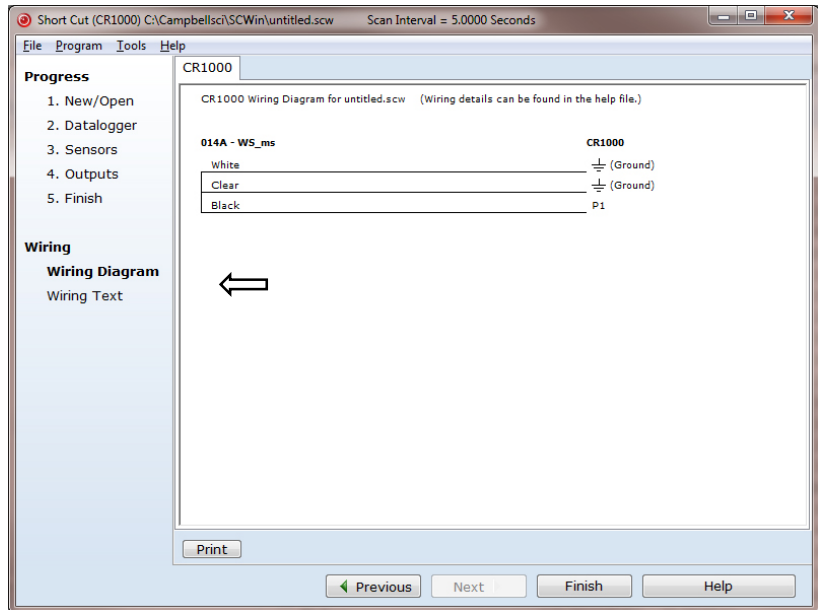 Short Cut (CR1000) C:\Campbellsci\SCWin\untitled.scw Scan Interval = 5.0000 Seconds
File Program Tools Help
Progress
1. New/Open
2. Datalogger
3. Sensors
4. Outputs
5. Finish
Wiring
Wiring Diagram
Wiring Text
CR1000
CR1000 Wiring Diagram for untitled.scw (Wiring details can be found in the help file.)
014A - WS_ms CR1000
White (Ground)
Clear (Ground)
Black P1
Print
Previous Next Finish Help